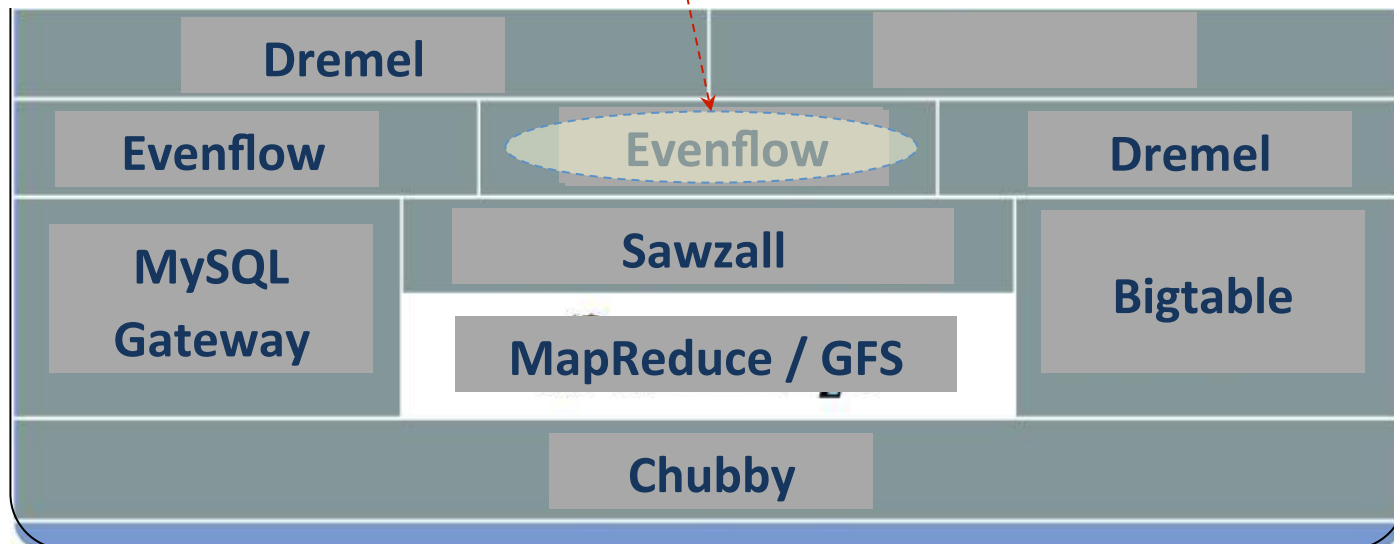 Dremel
Evenflow
Evenflow
Dremel
MySQL
Gateway
Sawzall
Bigtable
MapReduce / GFS
Chubby